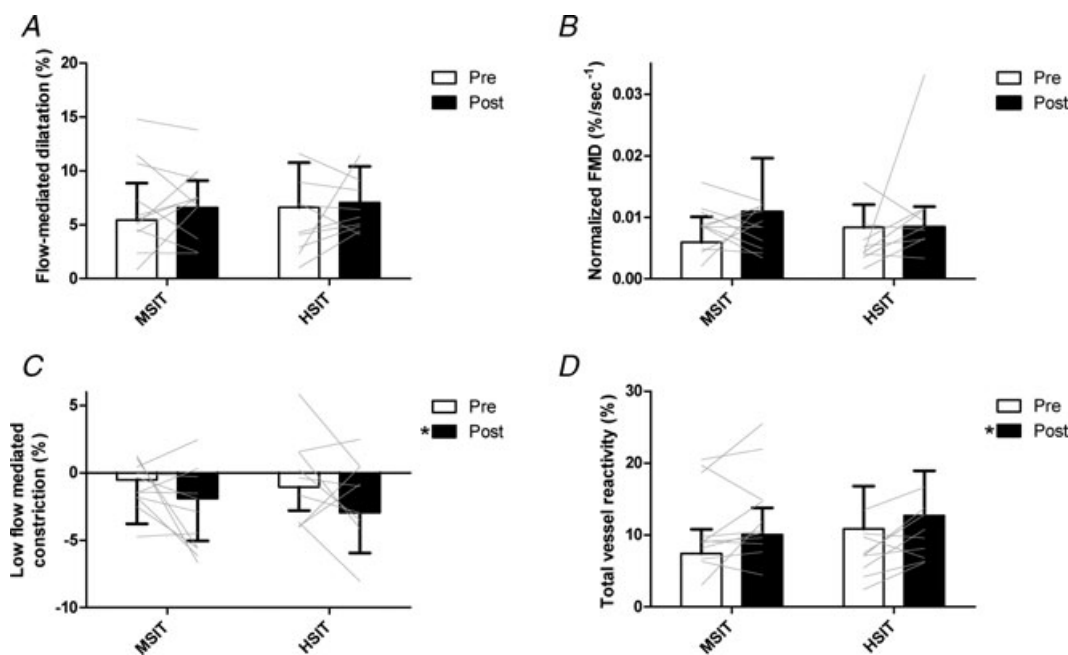 A
Flow-mediated dilatation (%)
20
15
10
5
0
MSIT
HSIT
Pre
Post
B
Normalized FMD (%/sec⁻¹)
0.03
0.02
0.01
0.00
MSIT
HSIT
Pre
Post
C
Low flow mediated
constriction (%)
5
0
-5
-10
MSIT
HSIT
Pre
* Post
D
Total vessel reactivity (%)
30
20
10
0
MSIT
HSIT
Pre
* Post